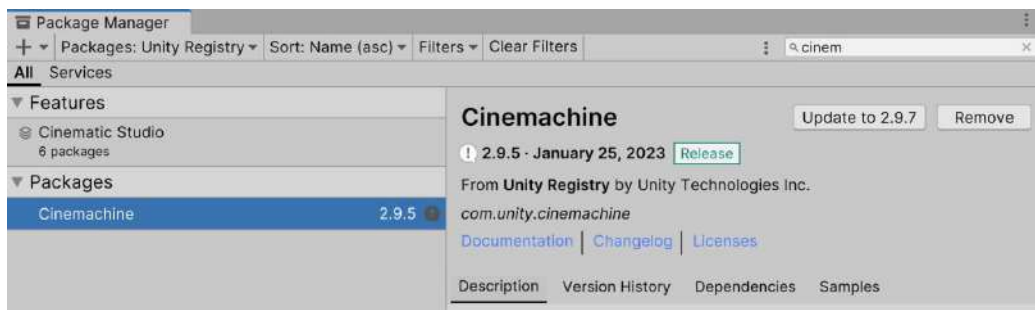 Package Manager
Packages: Unity Registry Sort: Name (asc) Filters Clear Filters cinem
All Services
Features
Cinematic Studio
6 packages
Packages
Cinemachine 2.9.5
Cinemachine
Update to 2.9.7 Remove
2.9.5 · January 25, 2023 Release
From Unity Registry by Unity Technologies Inc.
com.unity.cinemachine
Documentation | Changelog | Licenses
Description Version History Dependencies Samples